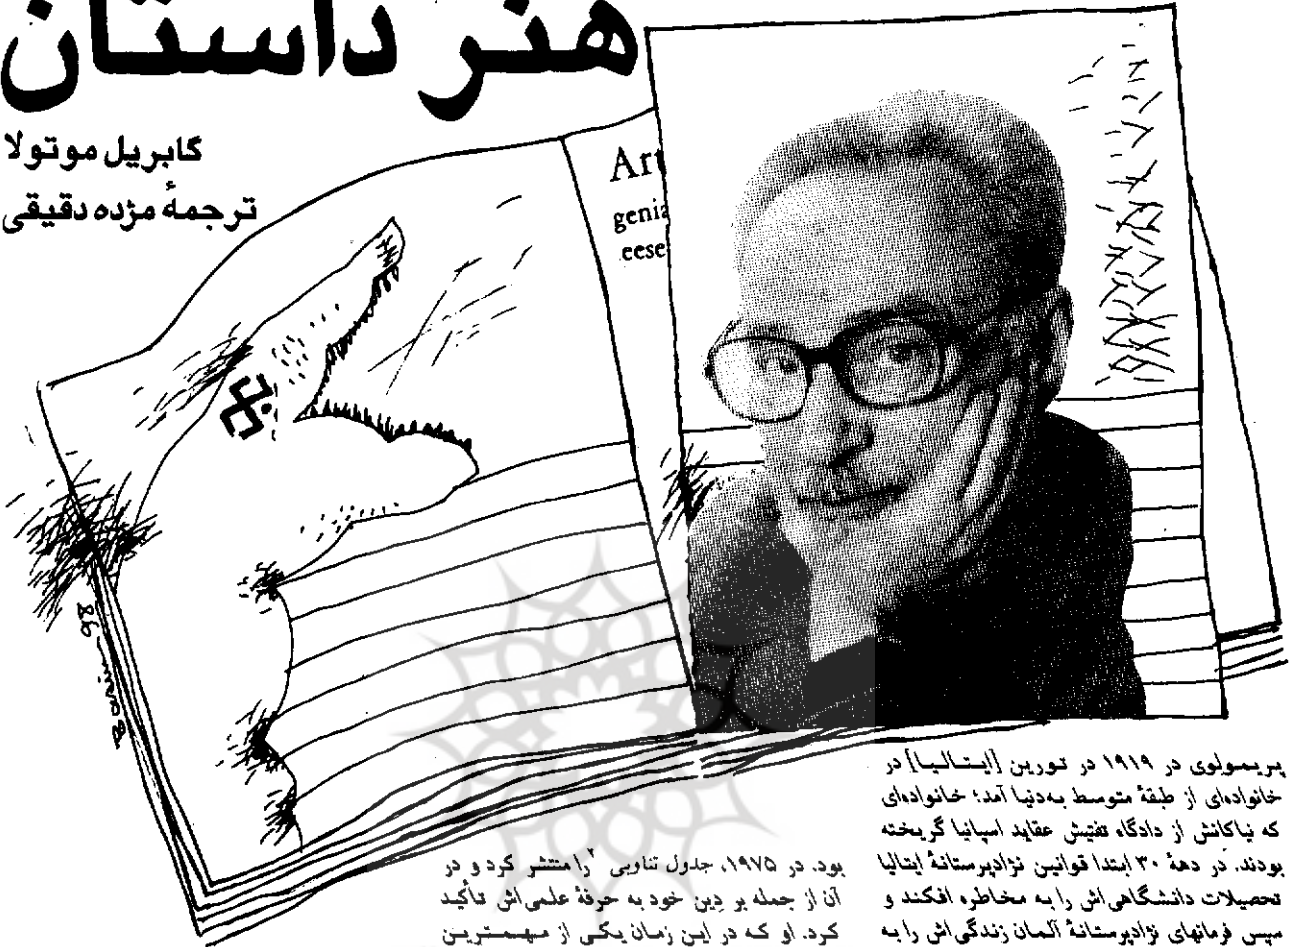 هنر داستان
گابریل موتولا
ترجمهٔ مژده دقیقی
Art
genia
eese
پریمولوی در ۱۹۱۹ در تورین [ایتالیا] در
خانواده‌ای از طبقهٔ متوسط به‌دنیا آمد؛ خانواده‌ای
که نیاکانش از دادگاه تفتیش عقاید اسپانیا گریخته
بودند. در دههٔ ۳۰ ابتدا قوانین نژادپرستانهٔ ایتالیا
تحصیلات دانشگاهی‌اش را به مخاطره افکند و
سپس فرمانهای نژادپرستانهٔ آلمان زندگی‌اش را به
بود. در ۱۹۷۵، جدول تناوبی ۲ را منتشر کرد و در
آن از جمله بر دِین خود به حرفهٔ علمی‌اش تأکید
کرد. او که در این زمان یکی از مهمترین